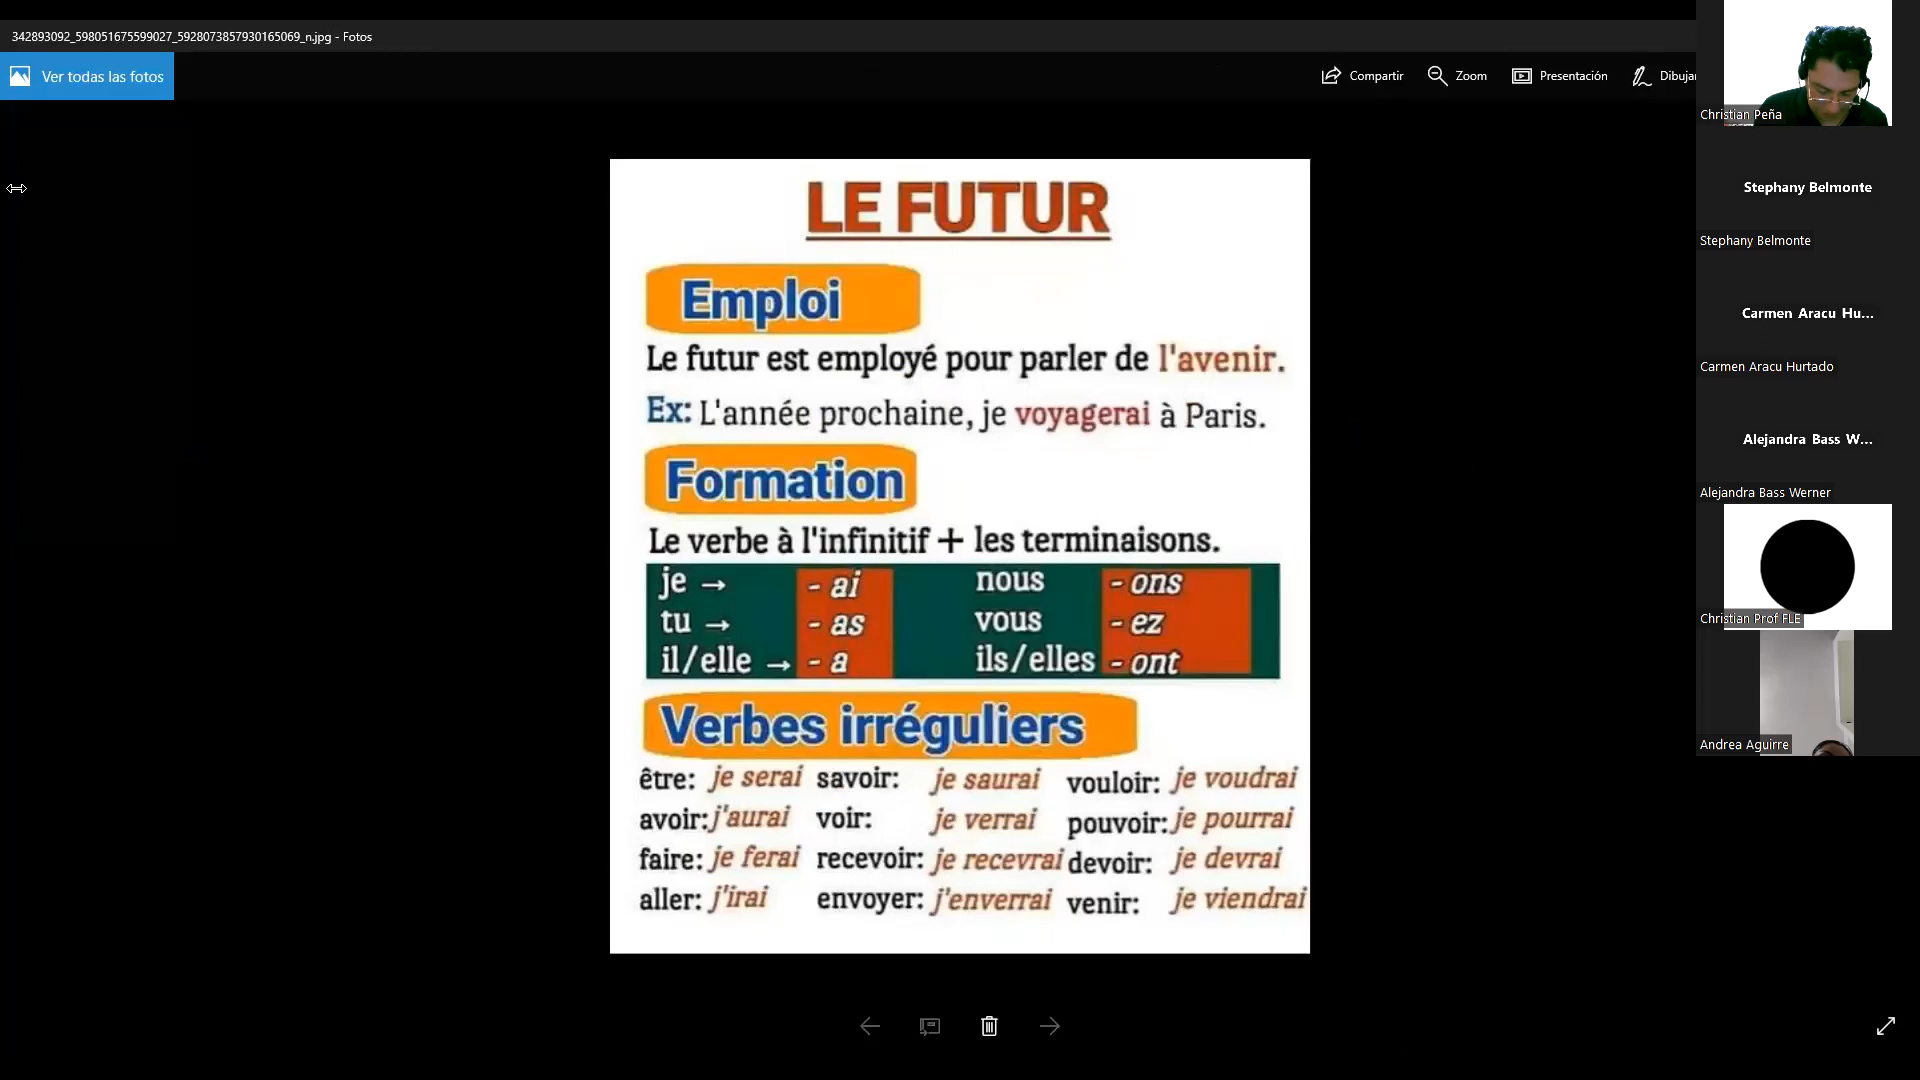 342893092_598051675599027_5928073857930165069_n.jpg - Fotos
Ver todas las fotos
Compartir
Zoom
Presentación
Dibujar
LE FUTUR
Emploi
Le futur est employé pour parler de l'avenir.
Ex: L'année prochaine, je voyagerai à Paris.
Formation
Le verbe à l'infinitif + les terminaisons.
je → - ai nous - ons
tu → - as vous - ez
il/elle → - a ils/elles - ont
Verbes irréguliers
être: je serai savoir: je saurai vouloir: je voudrai
avoir: j'aurai voir: je verrai pouvoir: je pourrai
faire: je ferai recevoir: je recevrai devoir: je devrai
aller: j'irai envoyer: j'enverrai venir: je viendrai
Christian Peña
Stephany Belmonte
Stephany Belmonte
Carmen Aracu Hu...
Carmen Aracu Hurtado
Alejandra Bass W...
Alejandra Bass Werner
Christian Prof FLE
Andrea Aguirre